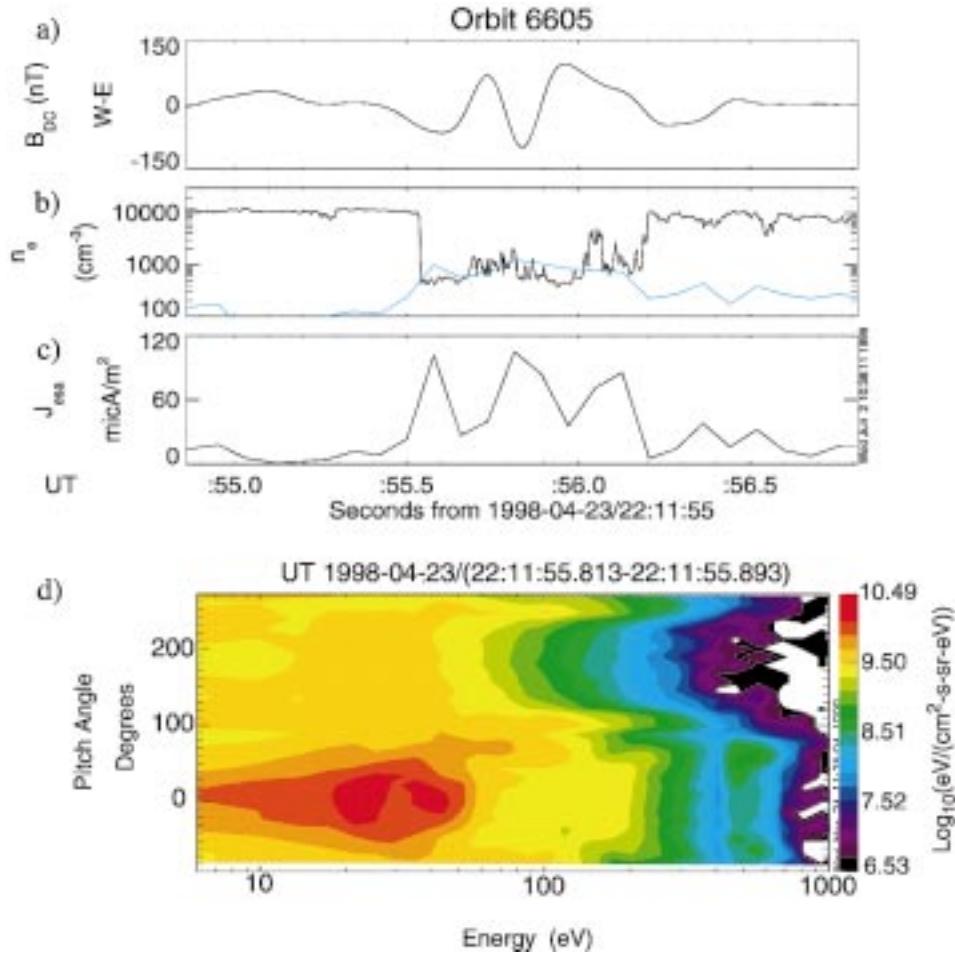 Orbit 6605
a)
150
0
-150
B_DC (nT)
W-E
b)
10000
1000
100
n_e
(cm⁻³)
c)
120
60
0
J_esa
micA/m²
UT
:55.0 :55.5 :56.0 :56.5
Seconds from 1998-04-23/22:11:55
d)
UT 1998-04-23/(22:11:55.813-22:11:55.893)
200
100
0
Pitch Angle
Degrees
10 100 1000
Energy (eV)
10.49
9.50
8.51
7.52
6.53
Log₁₀(eV/(cm²-s-sr-eV))